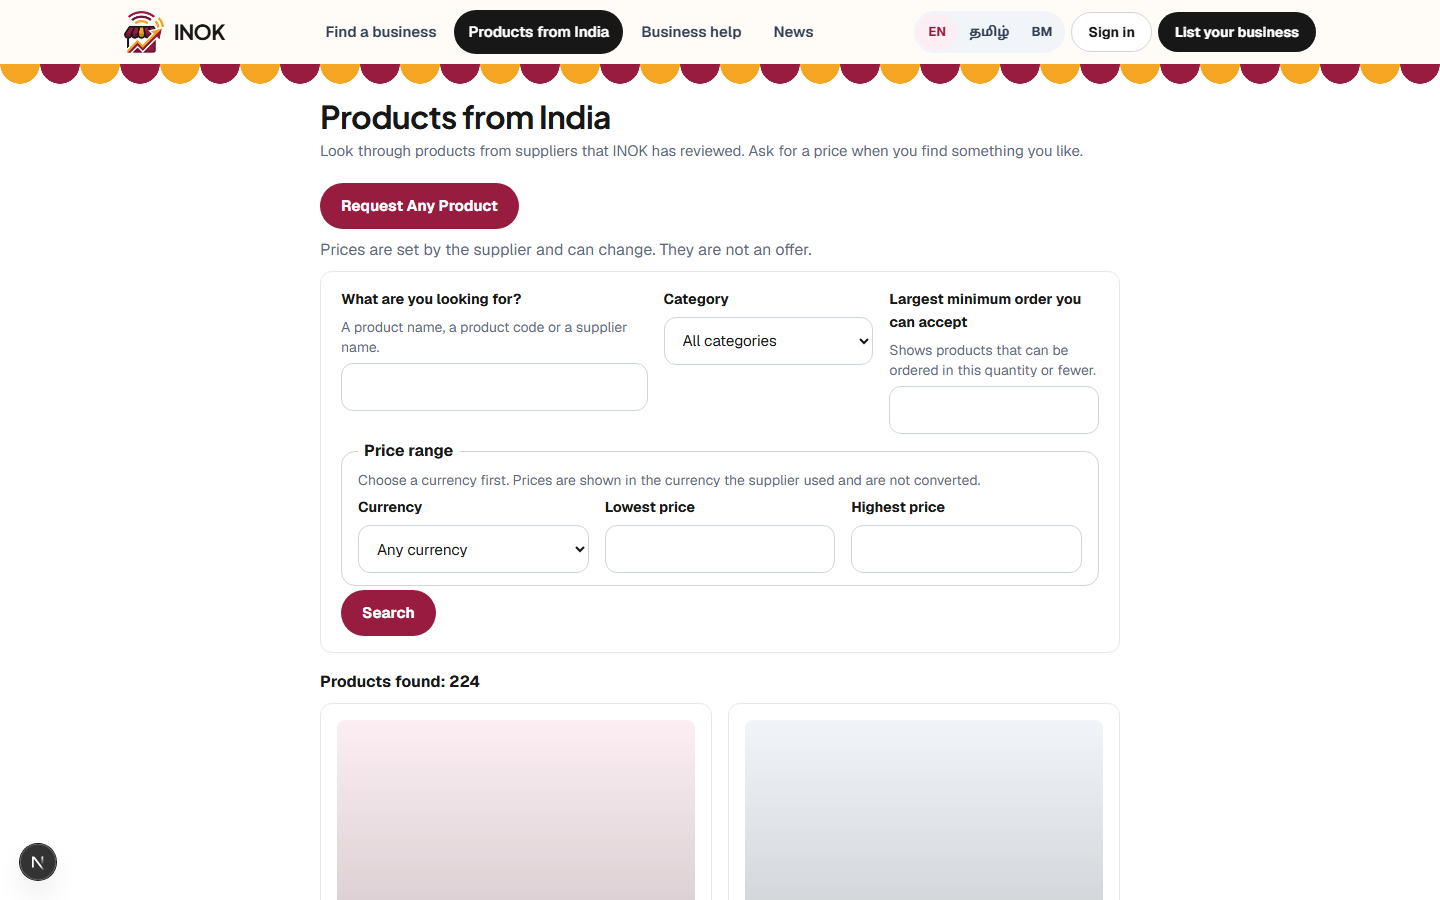 INOK
Find a business
Products from India
Business help
News
EN
தமிழ்
BM
Sign in
List your business
Products from India
Look through products from suppliers that INOK has reviewed. Ask for a price when you find something you like.
Request Any Product
Prices are set by the supplier and can change. They are not an offer.
What are you looking for?
A product name, a product code or a supplier
name.
Category
All categories
Largest minimum order you
can accept
Shows products that can be
ordered in this quantity or fewer.
Price range
Choose a currency first. Prices are shown in the currency the supplier used and are not converted.
Currency
Any currency
Lowest price
Highest price
Search
Products found: 224
N